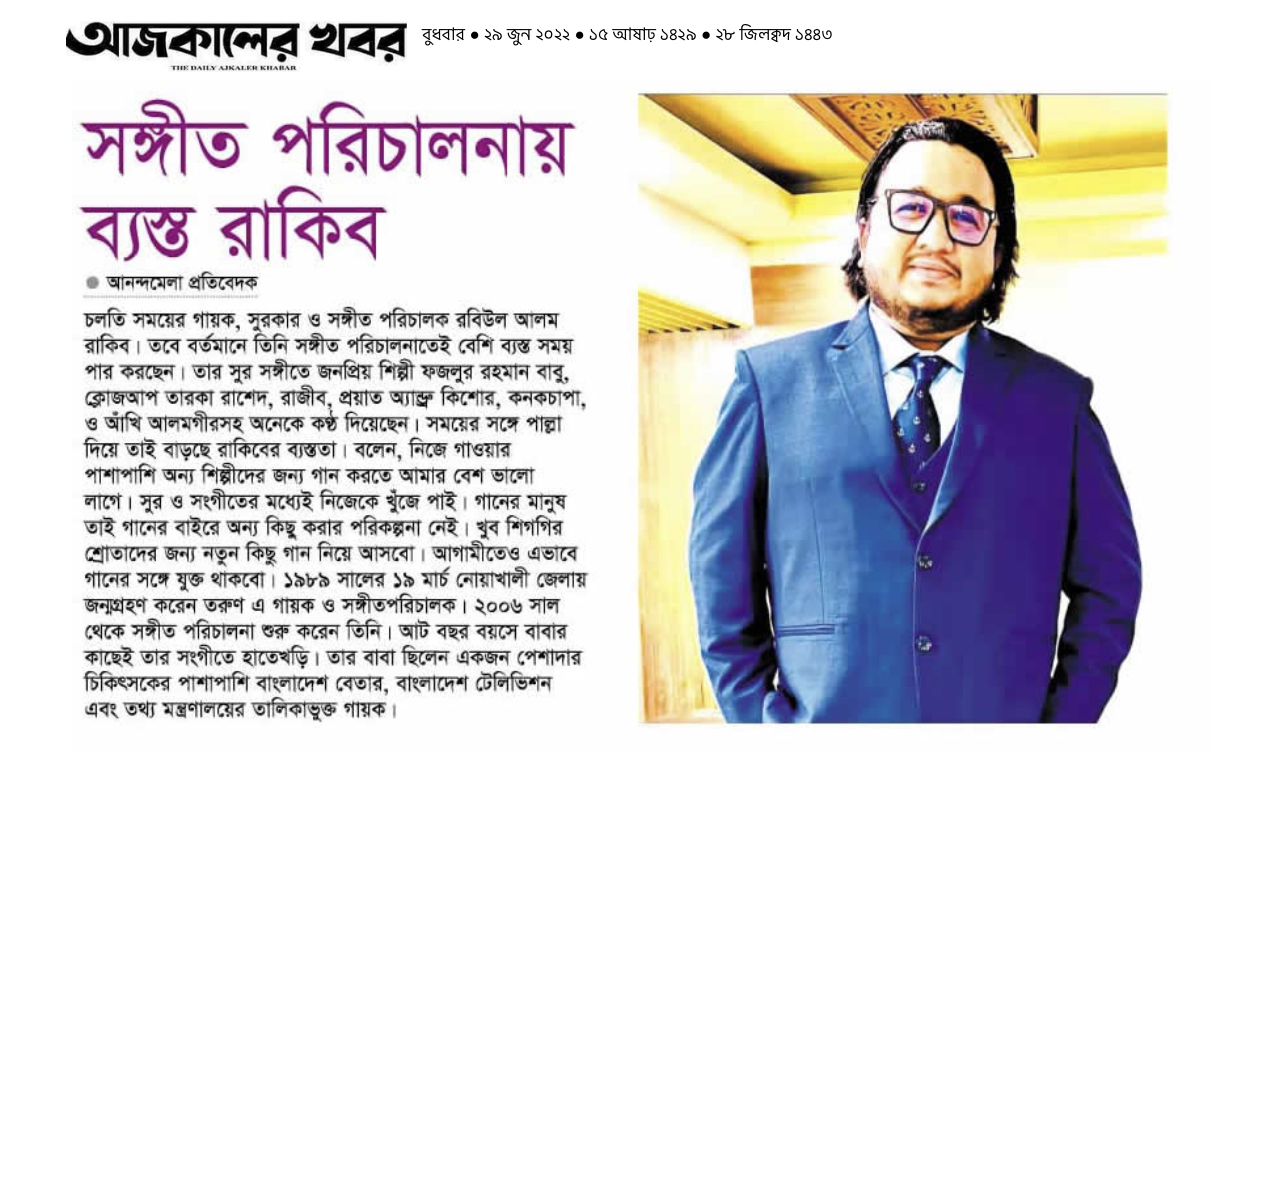 আজকালের খবর
THE DAILY AJKALER KHABAR
বুধবার ● ২৯ জুন ২০২২ ● ১৫ আষাঢ় ১৪২৯ ● ২৮ জিলক্বদ ১৪৪৩
সঙ্গীত পরিচালনায়
ব্যস্ত রাকিব
● আনন্দমেলা প্রতিবেদক
চলতি সময়ের গায়ক, সুরকার ও সঙ্গীত পরিচালক রবিউল আলম
রাকিব। তবে বর্তমানে তিনি সঙ্গীত পরিচালনাতেই বেশি ব্যস্ত সময়
পার করছেন। তার সুর সঙ্গীতে জনপ্রিয় শিল্পী ফজলুর রহমান বাবু,
ক্লোজআপ তারকা রাশেদ, রাজীব, প্রয়াত অ্যান্ড্রু কিশোর, কনকচাপা,
ও আঁখি আলমগীরসহ অনেকে কণ্ঠ দিয়েছেন। সময়ের সঙ্গে পাল্লা
দিয়ে তাই বাড়ছে রাকিবের ব্যস্ততা। বলেন, নিজে গাওয়ার
পাশাপাশি অন্য শিল্পীদের জন্য গান করতে আমার বেশ ভালো
লাগে। সুর ও সংগীতের মধ্যেই নিজেকে খুঁজে পাই। গানের মানুষ
তাই গানের বাইরে অন্য কিছু করার পরিকল্পনা নেই। খুব শিগগির
শ্রোতাদের জন্য নতুন কিছু গান নিয়ে আসবো। আগামীতেও এভাবে
গানের সঙ্গে যুক্ত থাকবো। ১৯৮৯ সালের ১৯ মার্চ নোয়াখালী জেলায়
জন্মগ্রহণ করেন তরুণ এ গায়ক ও সঙ্গীতপরিচালক। ২০০৬ সাল
থেকে সঙ্গীত পরিচালনা শুরু করেন তিনি। আট বছর বয়সে বাবার
কাছেই তার সংগীতে হাতেখড়ি। তার বাবা ছিলেন একজন পেশাদার
চিকিৎসকের পাশাপাশি বাংলাদেশ বেতার, বাংলাদেশ টেলিভিশন
এবং তথ্য মন্ত্রণালয়ের তালিকাভুক্ত গায়ক।